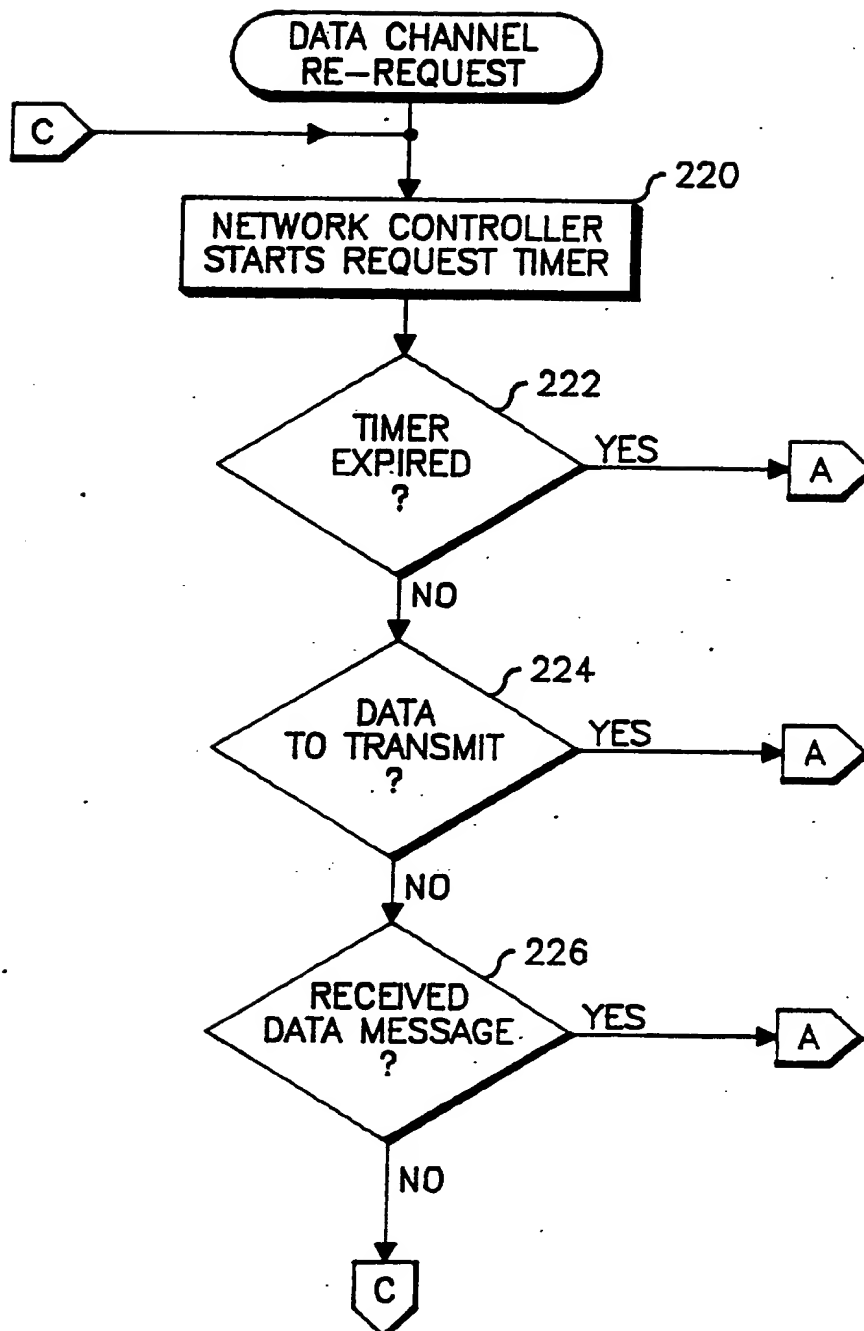 DATA CHANNEL
RE-REQUEST
C
220
NETWORK CONTROLLER
STARTS REQUEST TIMER
222
TIMER
EXPIRED
?
YES
A
NO
224
DATA
TO TRANSMIT
?
YES
A
NO
226
RECEIVED
DATA MESSAGE
?
YES
A
NO
C